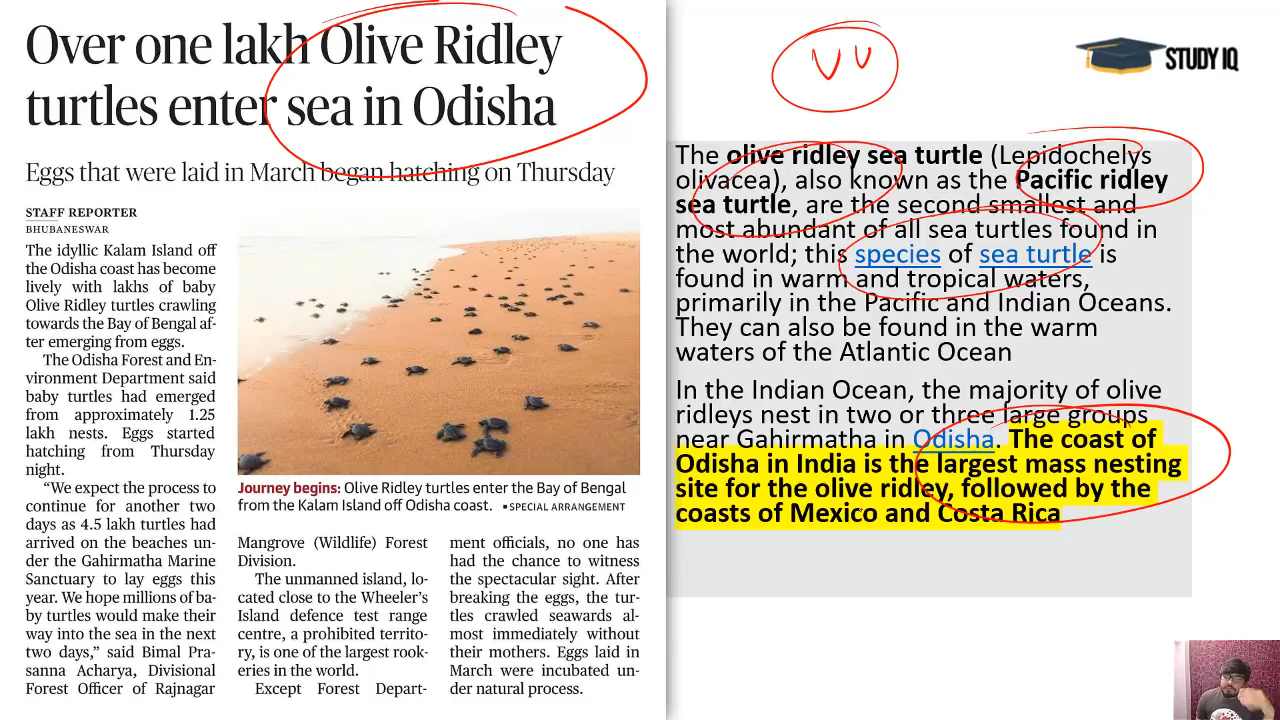 Over one lakh Olive Ridley
turtles enter sea in Odisha
Eggs that were laid in March began hatching on Thursday
STAFF REPORTER
BHUBANESWAR
The idyllic Kalam Island off
the Odisha coast has become
lively with lakhs of baby
Olive Ridley turtles crawling
towards the Bay of Bengal af-
ter emerging from eggs.
The Odisha Forest and En-
vironment Department said
baby turtles had emerged
from approximately 1.25
lakh nests. Eggs started
hatching from Thursday
night.
“We expect the process to
continue for another two
days as 4.5 lakh turtles had
arrived on the beaches un-
der the Gahirmatha Marine
Sanctuary to lay eggs this
year. We hope millions of ba-
by turtles would make their
way into the sea in the next
two days,” said Bimal Pra-
sanna Acharya, Divisional
Forest Officer of Rajnagar
Journey begins: Olive Ridley turtles enter the Bay of Bengal
from the Kalam Island off Odisha coast. ▪ SPECIAL ARRANGEMENT
Mangrove (Wildlife) Forest
Division.
The unmanned island, lo-
cated close to the Wheeler’s
Island defence test range
centre, a prohibited territo-
ry, is one of the largest rook-
eries in the world.
Except Forest Depart-
ment officials, no one has
had the chance to witness
the spectacular sight. After
breaking the eggs, the tur-
tles crawled seawards al-
most immediately without
their mothers. Eggs laid in
March were incubated un-
der natural process.
STUDY IQ
The olive ridley sea turtle (Lepidochelys
olivacea), also known as the Pacific ridley
sea turtle, are the second smallest and
most abundant of all sea turtles found in
the world; this species of sea turtle is
found in warm and tropical waters,
primarily in the Pacific and Indian Oceans.
They can also be found in the warm
waters of the Atlantic Ocean
In the Indian Ocean, the majority of olive
ridleys nest in two or three large groups
near Gahirmatha in Odisha. The coast of
Odisha in India is the largest mass nesting
site for the olive ridley, followed by the
coasts of Mexico and Costa Rica